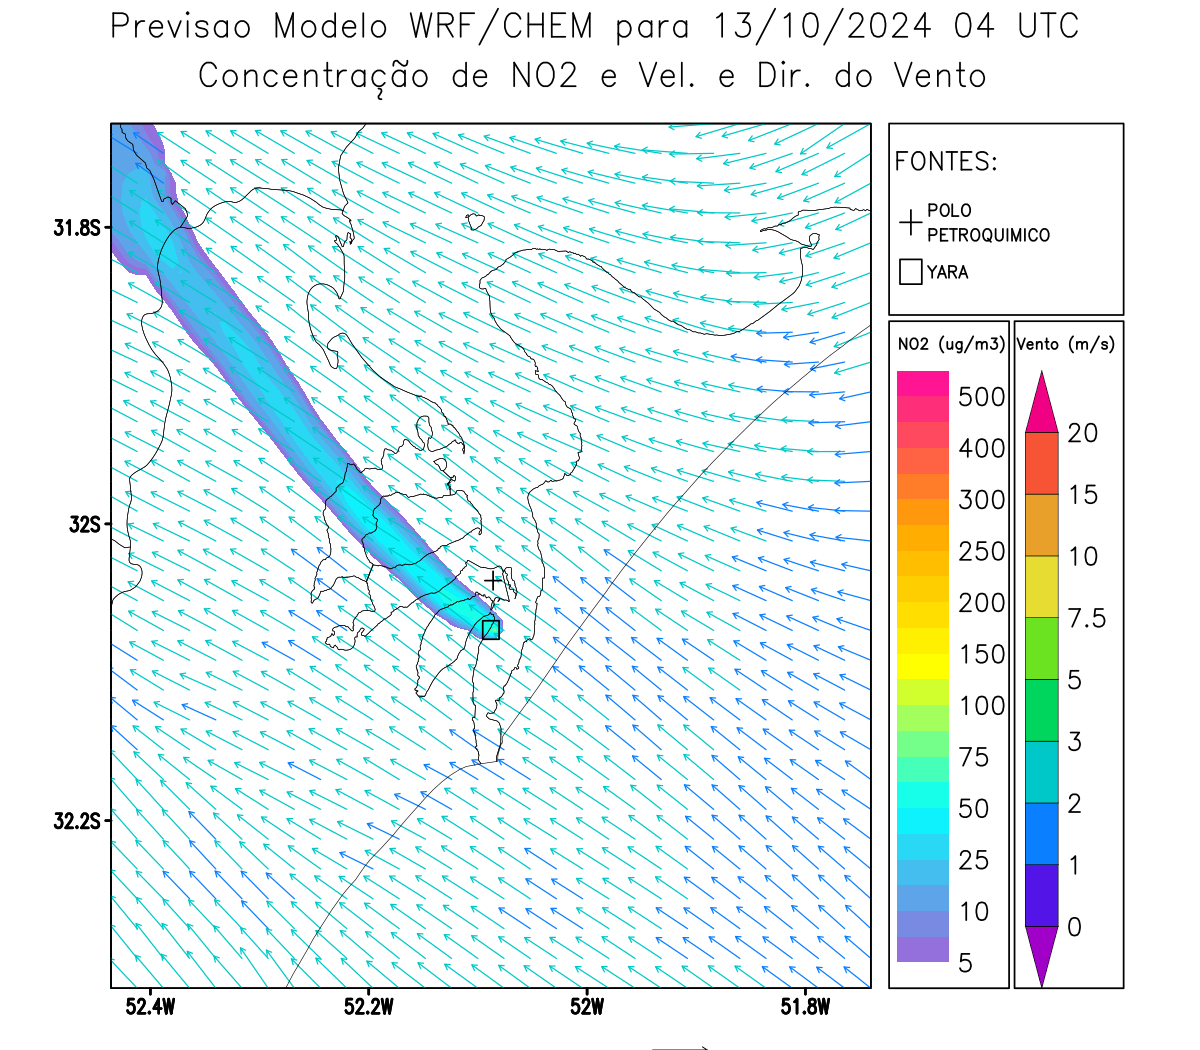 Previsao Modelo WRF/CHEM para 13/10/2024 04 UTC
Concentração de NO2 e Vel. e Dir. do Vento
FONTES:
POLO
PETROQUIMICO
YARA
NO2 (ug/m3)
500
400
300
250
200
150
100
75
50
25
10
5
Vento (m/s)
20
15
10
7.5
5
3
2
1
0
31.8S
32S
32.2S
52.4W
52.2W
52W
51.8W